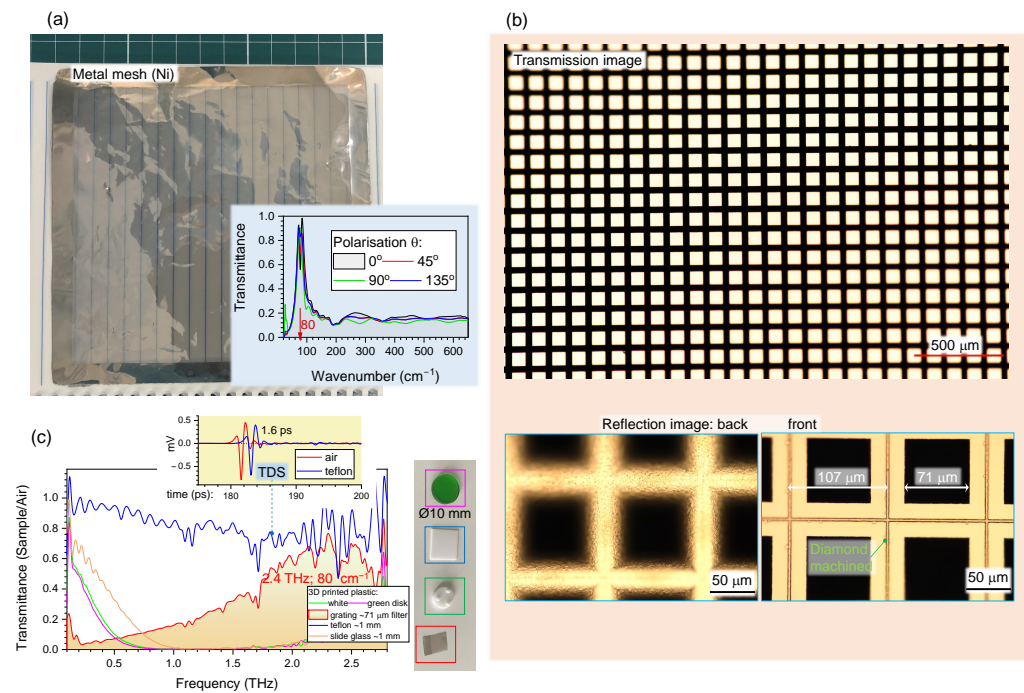 (a)
Metal mesh (Ni)
Transmittance
1.0
0.8
0.6
0.4
0.2
0.0
Polarisation θ:
0° 45°
90° 135°
80
100 200 300 400 500 600
Wavenumber (cm⁻¹)
(b)
Transmission image
500 μm
Reflection image: back front
50 μm
107 μm
71 μm
Diamond
machined
50 μm
(c)
mV
0.5
0.0
-0.5
1.6 ps
air
teflon
TDS
time (ps): 180 185 190 195 200
Transmittance (Sample/Air)
1.0
0.8
0.6
0.4
0.2
0.0
2.4 THz; 80 cm⁻¹
3D printed plastic:
white green disk
grating ~71 μm filter
teflon ~1 mm
slide glass ~1 mm
0.5 1.0 1.5 2.0 2.5
Frequency (THz)
Ø10 mm